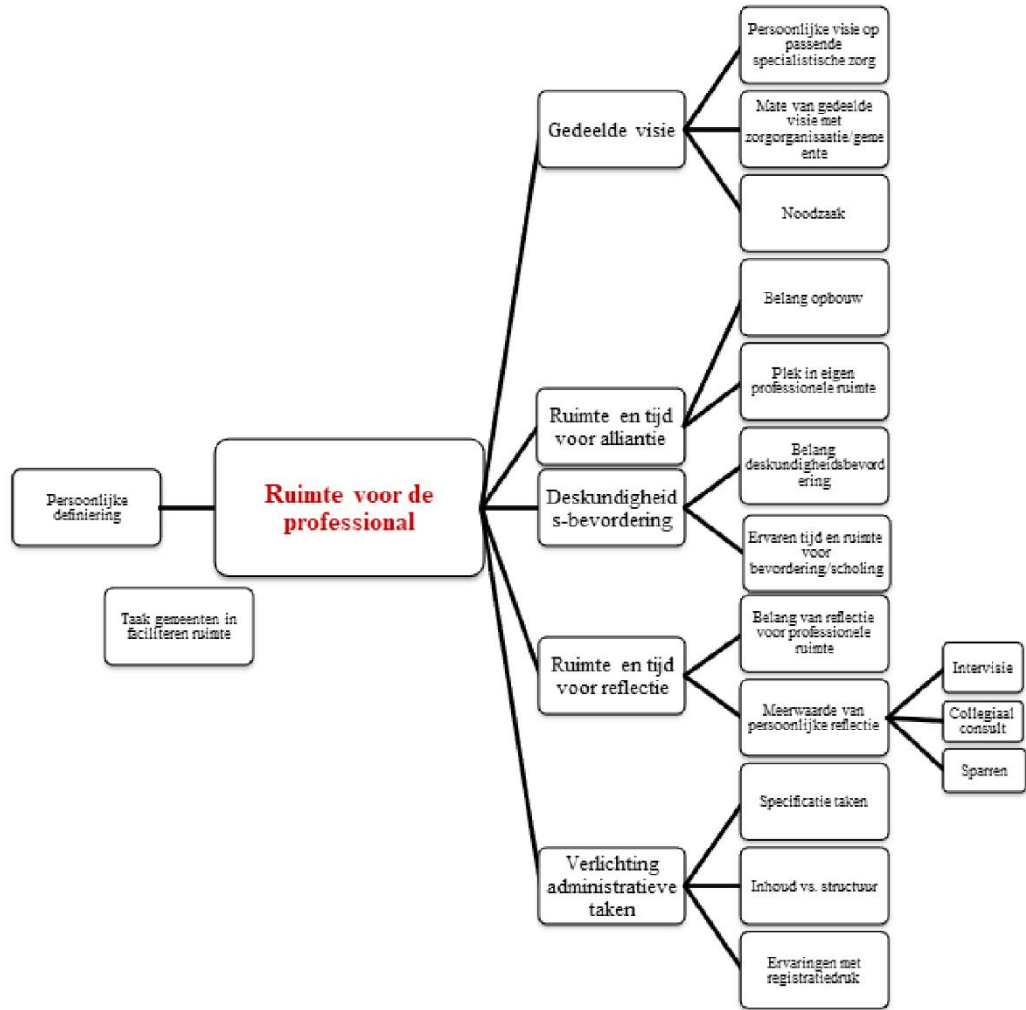 Persoonlijke visie op
passende
specialistische zorg
Gedeelde visie
Mate van gedeelde
visie met
zorgorganisaatie/geme
ente
Noodzaak
Belang opbouw
Ruimte en tijd
voor alliantie
Plek in eigen
professionele ruimte
Belang
deskundigheidsbevord
ering
Deskundigheid
s-bevordering
Ervaren tijd en ruimte
voor
bevordering/scholing
Persoonlijke
definiering
Ruimte voor de
professional
Taak gemeenten in
faciliteren ruimte
Belang van reflectie
voor professionele
ruimte
Ruimte en tijd
voor reflectie
Meerwaarde van
persoonlijke reflectie
Intervisie
Collegiaal
consult
Sparren
Specificatie taken
Verlichting
administratieve
taken
Inhoud vs. structuur
Ervaringen met
registratiedruk